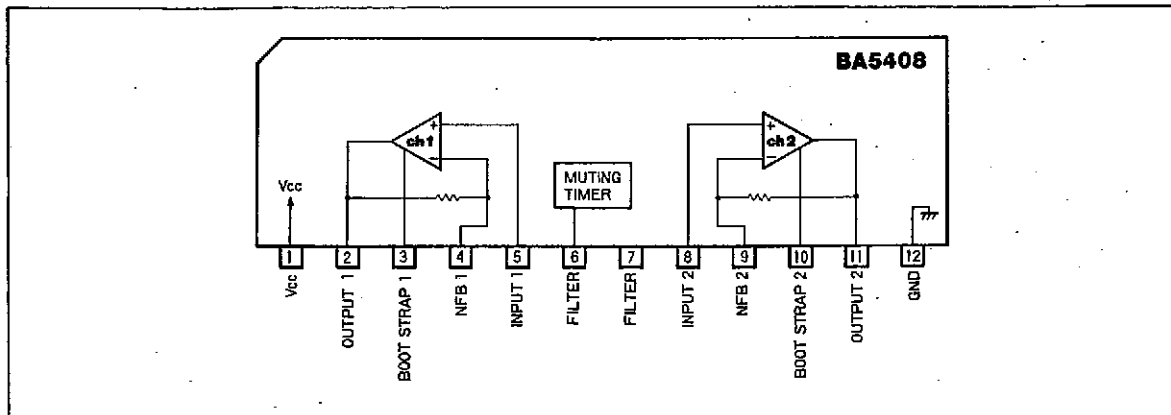 BA5408
+
ch1
−
+
ch2
−
MUTING
TIMER
Vcc
1
2
3
4
5
6
7
8
9
10
11
12
Vcc
OUTPUT 1
BOOT STRAP 1
NFB 1
INPUT 1
FILTER
FILTER
INPUT 2
NFB 2
BOOT STRAP 2
OUTPUT 2
GND